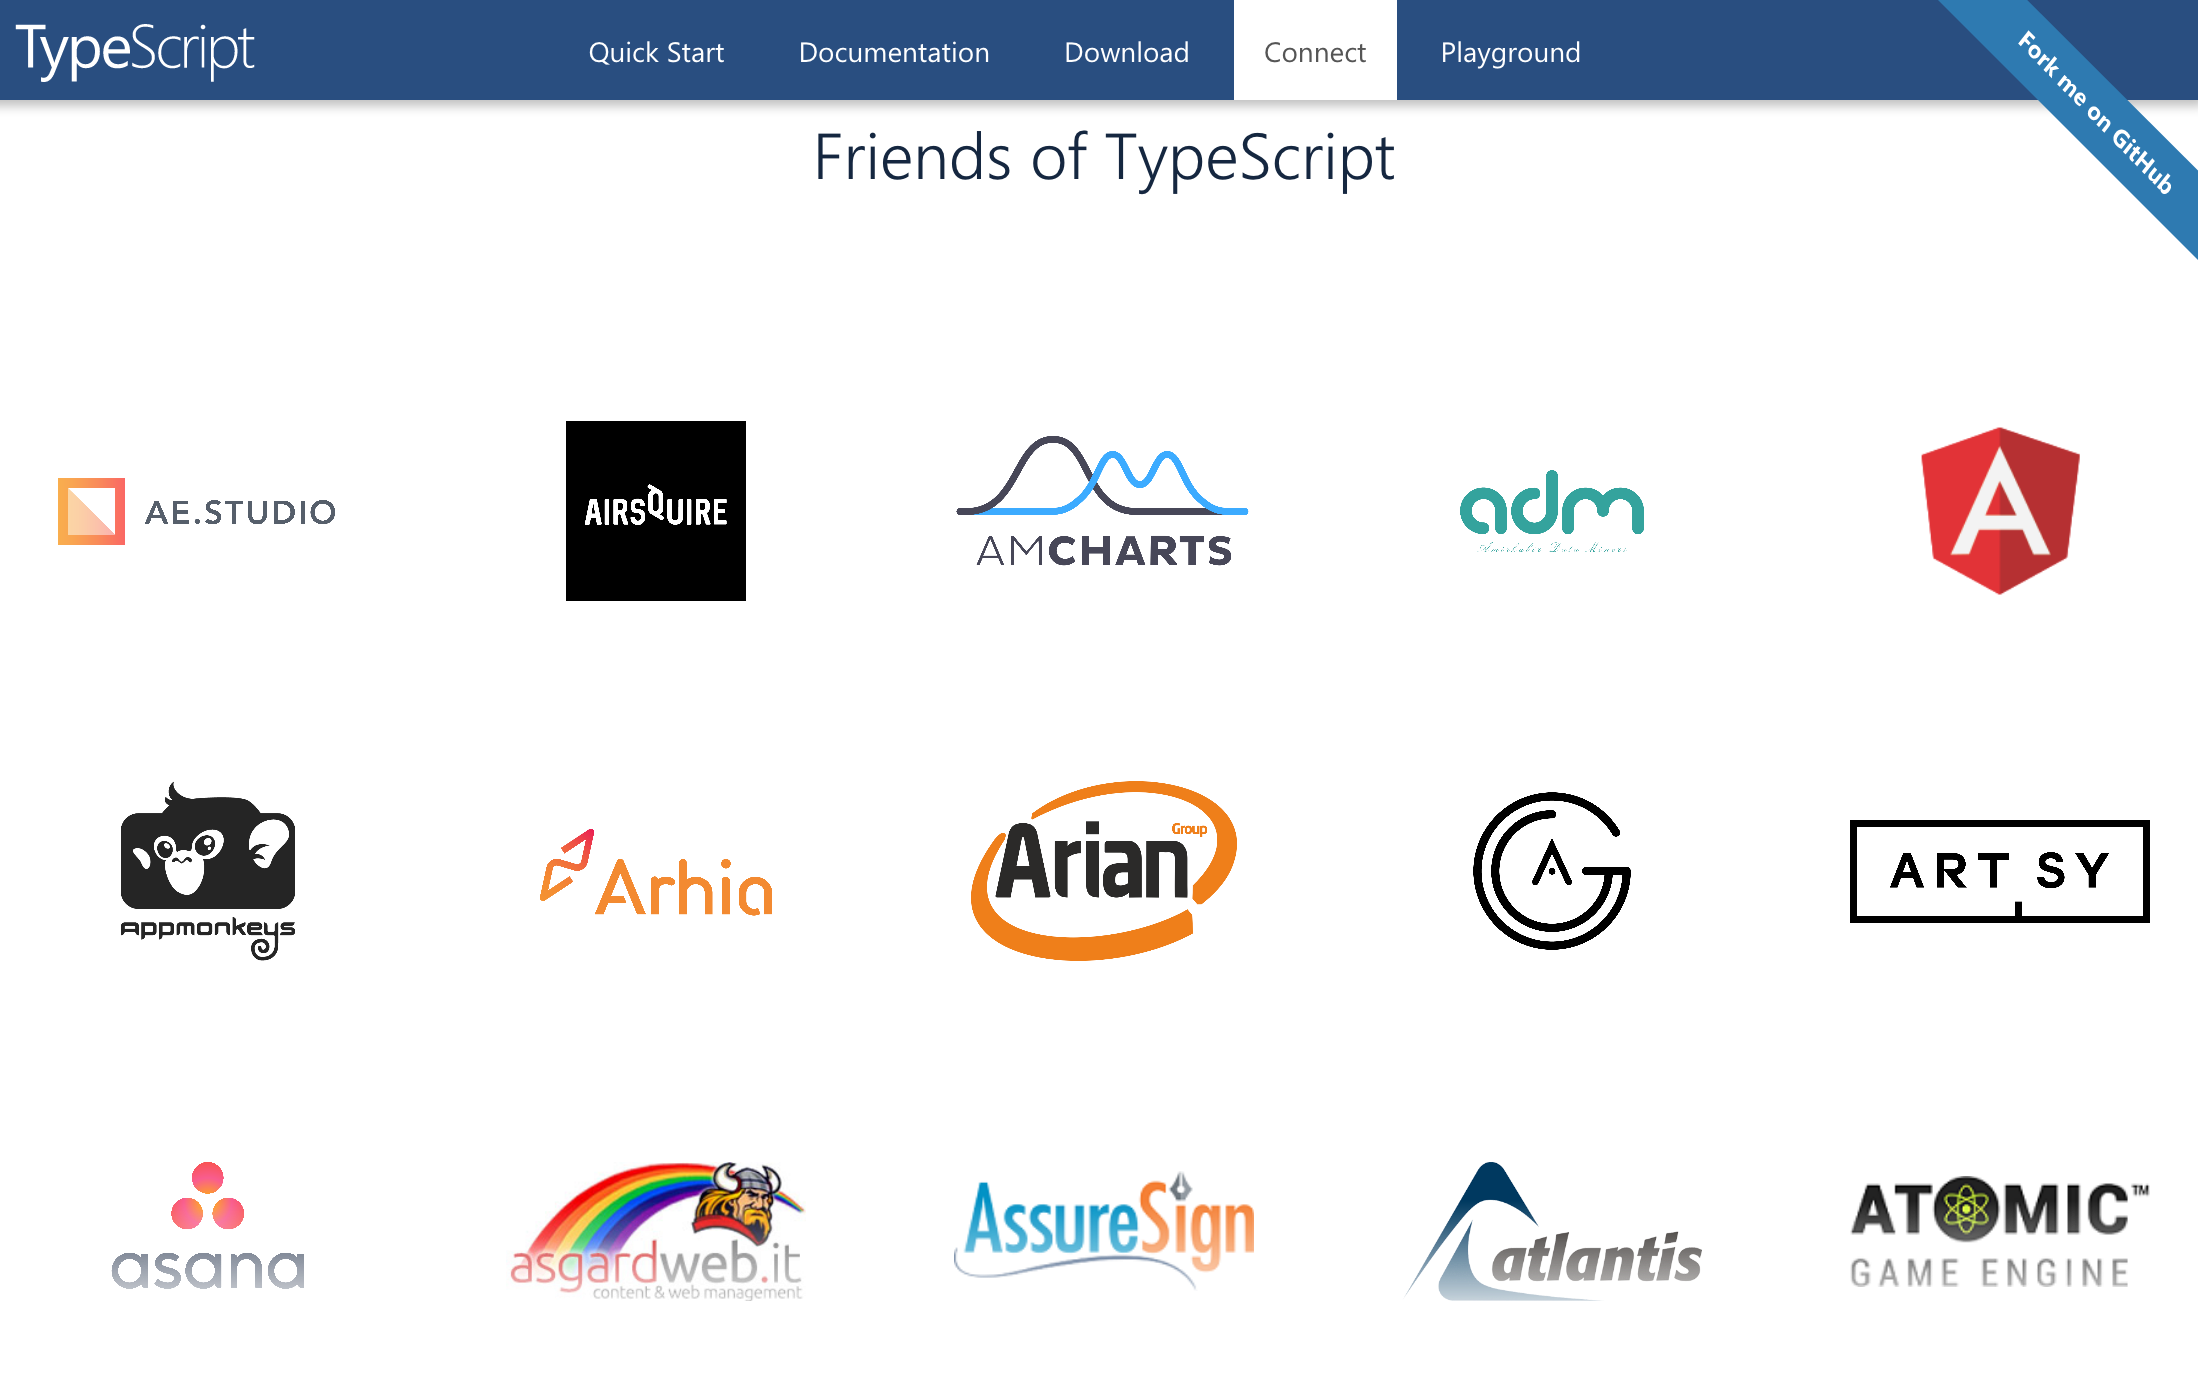 TypeScript
Quick Start
Documentation
Download
Connect
Playground
Fork me on GitHub
Friends of TypeScript
AE.STUDIO
AIRSQUIRE
AMCHARTS
adm
A
appmonkeys
Arhia
Arian
Group
ARTSY
asana
asgardweb.it
content & web management
AssureSign
atlantis
ATOMIC™
GAME ENGINE